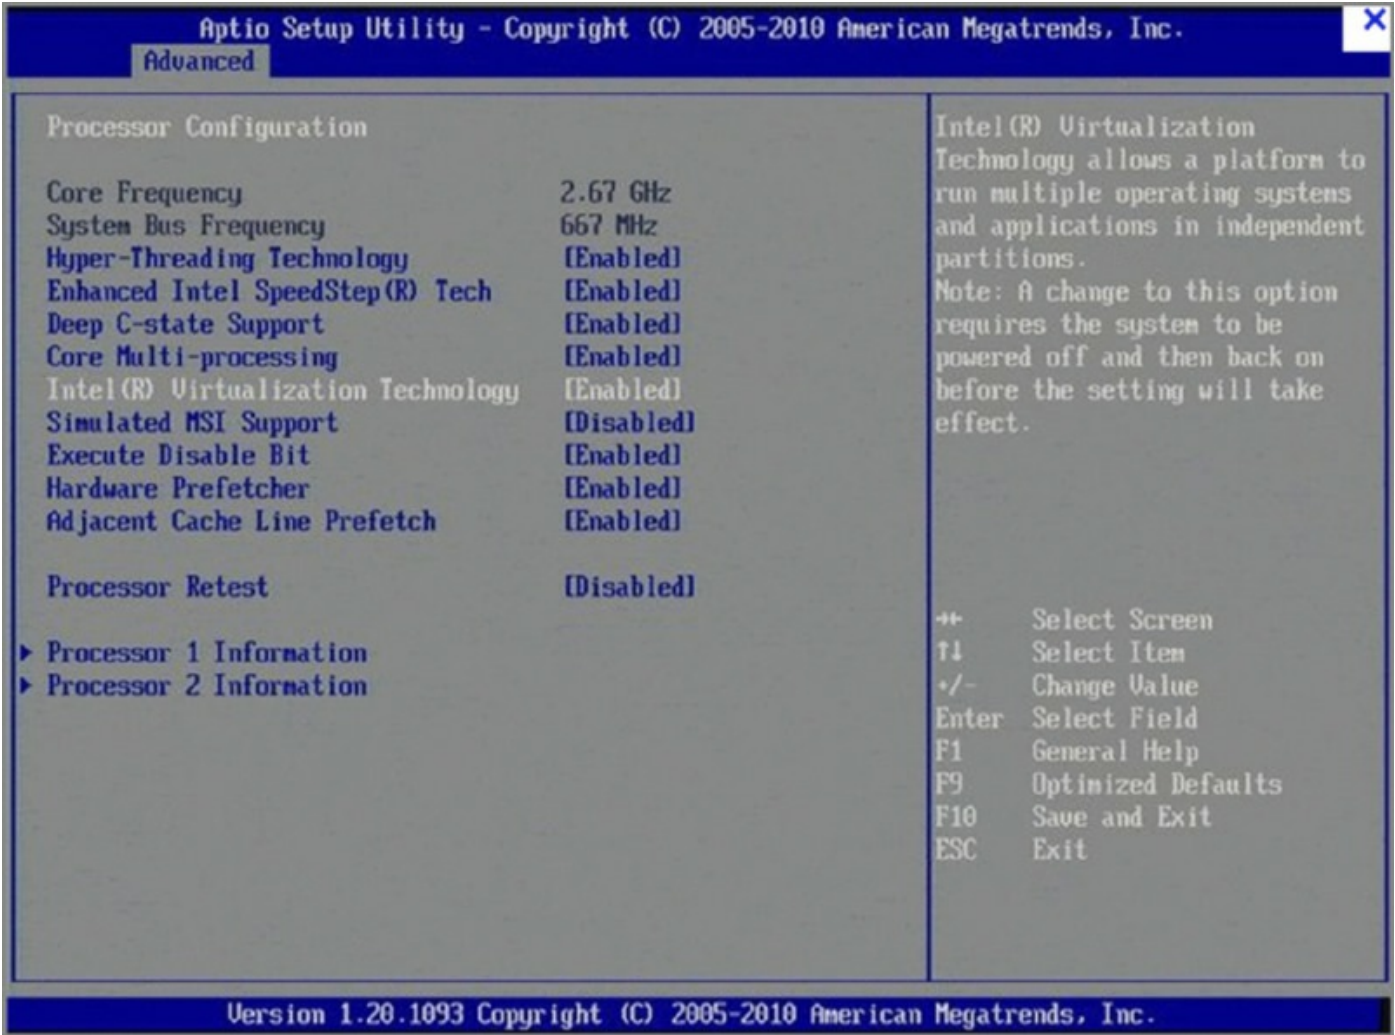 Aptio Setup Utility - Copyright (C) 2005-2010 American Megatrends, Inc.
Advanced
Processor Configuration
Core Frequency 2.67 GHz
System Bus Frequency 667 MHz
Hyper-Threading Technology [Enabled]
Enhanced Intel SpeedStep(R) Tech [Enabled]
Deep C-state Support [Enabled]
Core Multi-processing [Enabled]
Intel(R) Virtualization Technology [Enabled]
Simulated MSI Support [Disabled]
Execute Disable Bit [Enabled]
Hardware Prefetcher [Enabled]
Adjacent Cache Line Prefetch [Enabled]
Processor Retest [Disabled]
Processor 1 Information
Processor 2 Information
Intel(R) Virtualization
Technology allows a platform to
run multiple operating systems
and applications in independent
partitions.
Note: A change to this option
requires the system to be
powered off and then back on
before the setting will take
effect.
→← Select Screen
↑↓ Select Item
+/- Change Value
Enter Select Field
F1 General Help
F9 Optimized Defaults
F10 Save and Exit
ESC Exit
Version 1.20.1093 Copyright (C) 2005-2010 American Megatrends, Inc.